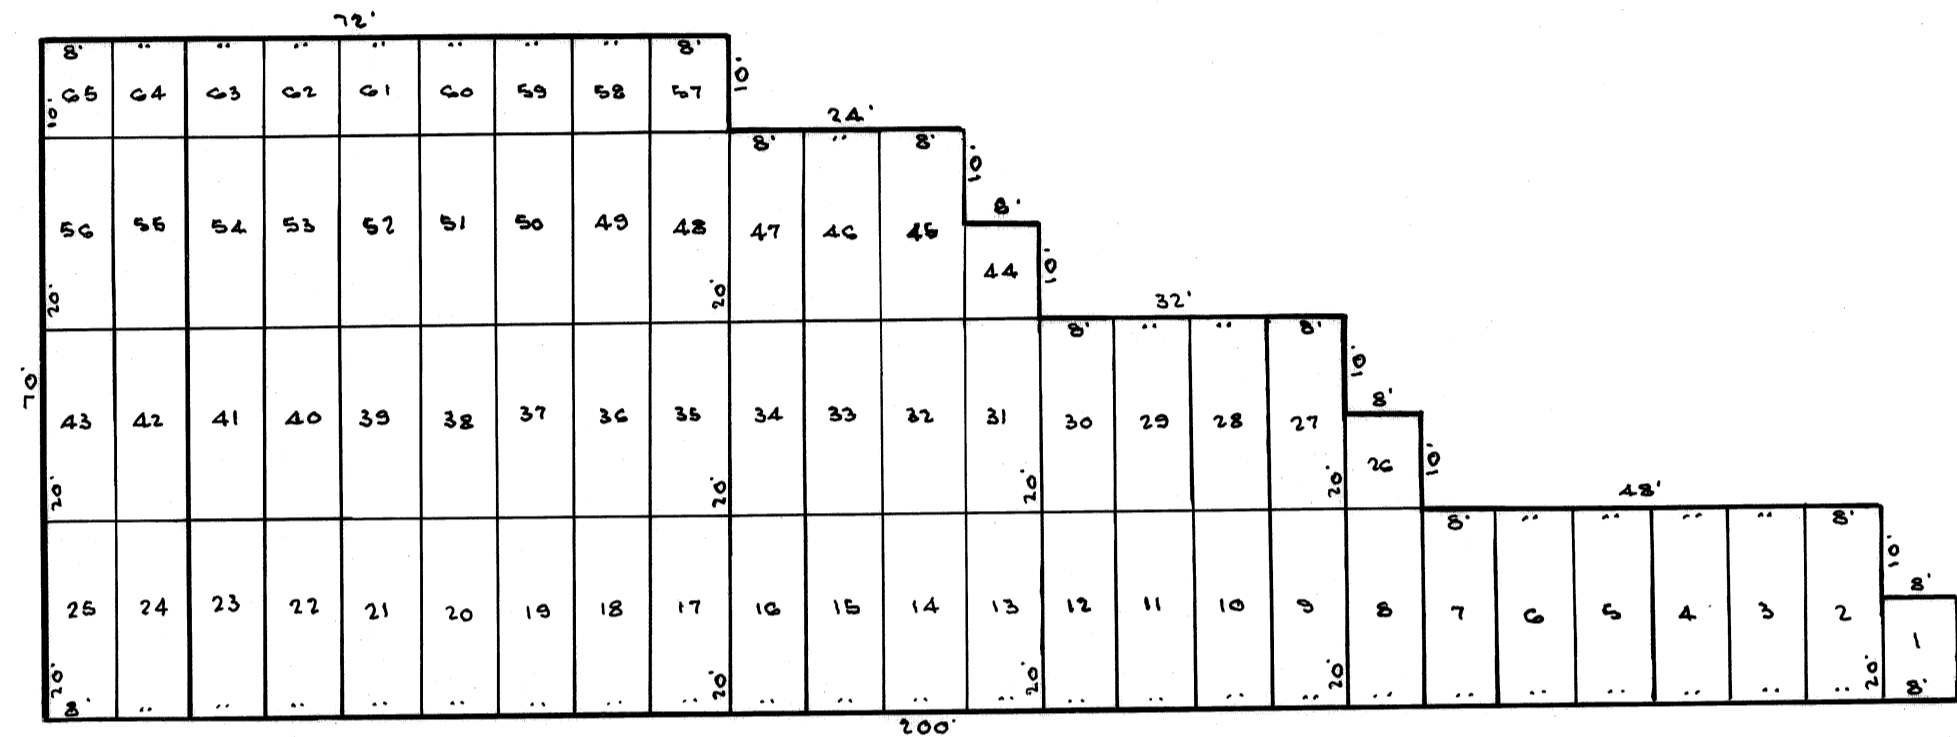 72'
8' " " " " " " " 8'
10' 65 64 63 62 61 60 59 58 57 10'
24'
8' " 8'
10'
56 55 54 53 52 51 50 49 48 47 46 45
8'
44 10'
20' 20'
32'
8' " " 8'
10'
70'
43 42 41 40 39 38 37 36 35 34 33 32 31 30 29 28 27
8'
26 10'
20' 20' 20' 20'
48'
8' " " " " 8'
10'
8'
25 24 23 22 21 20 19 18 17 16 15 14 13 12 11 10 9 8 7 6 5 4 3 2 1
20' 20' 20' 20' 20'
8' " " " " " " " " " " " " " " " " " " " " " " " 8'
200'